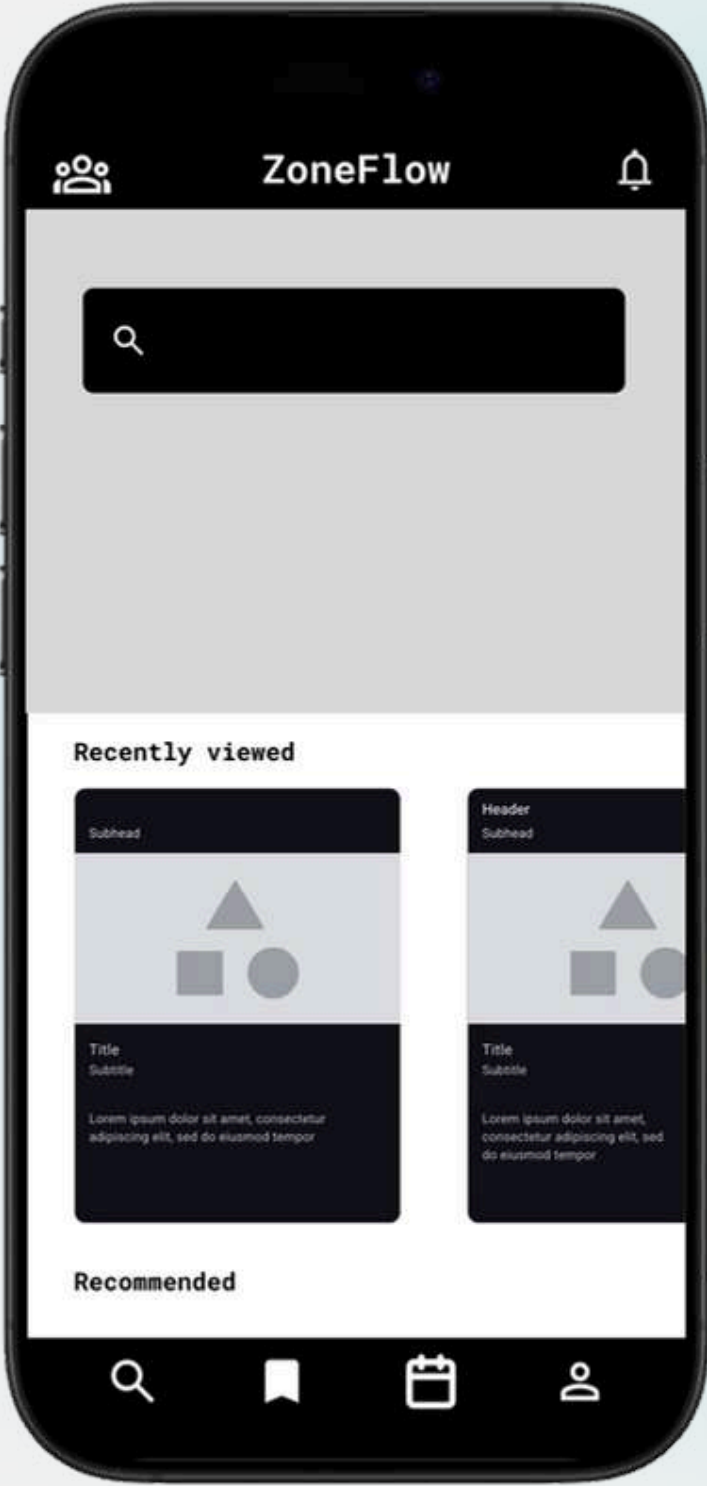 ZoneFlow
Recently viewed
Subhead
Title
Subtitle
Lorem ipsum dolor sit amet, consectetur
adipiscing elit, sed do eiusmod tempor
Header
Subhead
Title
Subtitle
Lorem ipsum dolor sit amet,
consectetur adipiscing elit, sed
do eiusmod tempor
Recommended